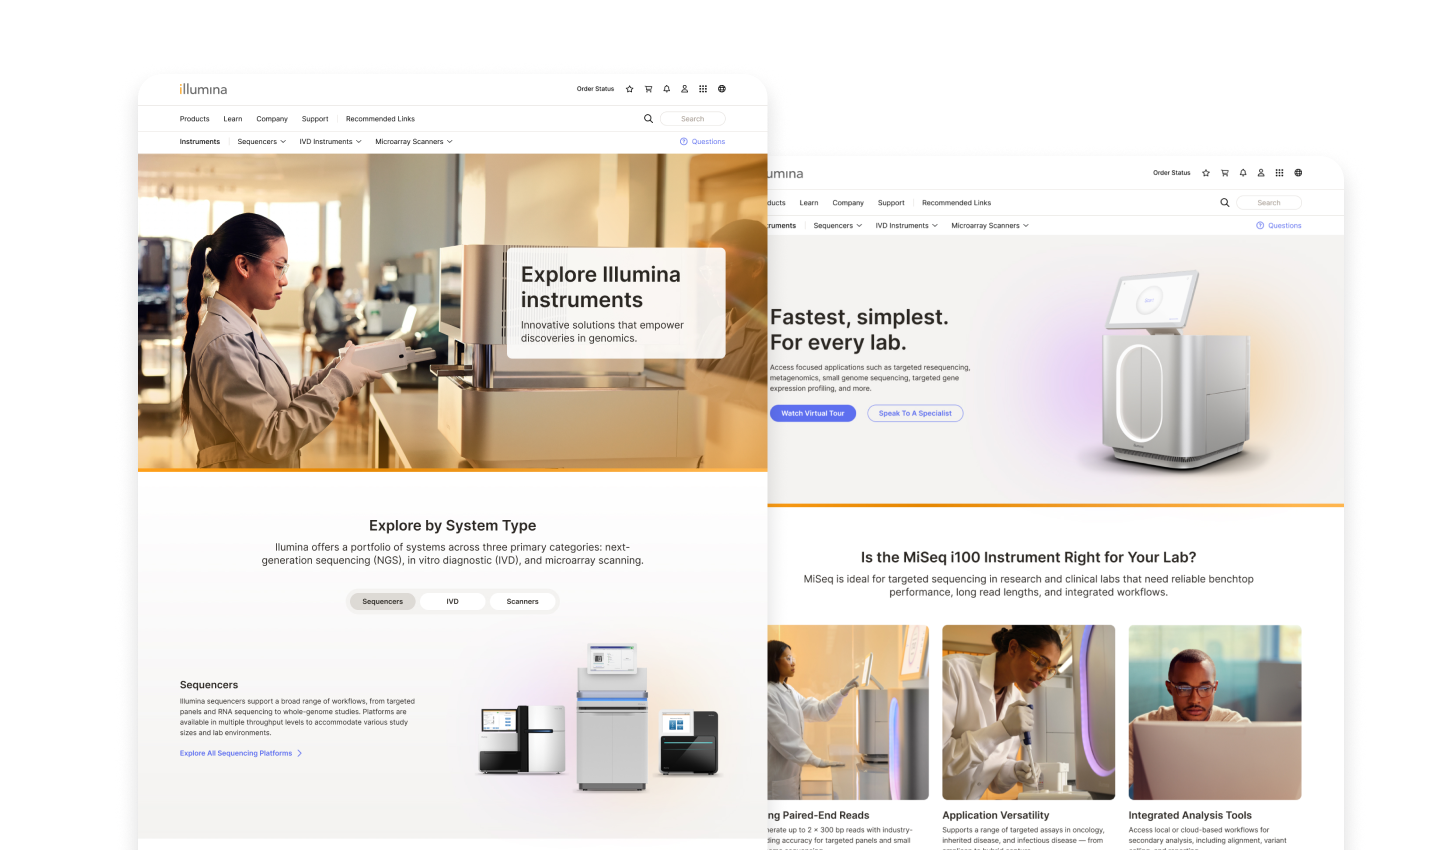 illumina
Order Status
Products Learn Company Support Recommended Links
Search
Instruments Sequencers IVD Instruments Microarray Scanners
Questions
Explore Illumina
instruments
Innovative solutions that empower
discoveries in genomics.
Explore by System Type
Ilumina offers a portfolio of systems across three primary categories: next-
generation sequencing (NGS), in vitro diagnostic (IVD), and microarray scanning.
Sequencers IVD Scanners
Sequencers
Illumina sequencers support a broad range of workflows, from targeted
panels and RNA sequencing to whole-genome studies. Platforms are
available in multiple throughput levels to accommodate various study
sizes and lab environments.
Explore All Sequencing Platforms
umina
Order Status
ducts Learn Company Support Recommended Links
Search
truments Sequencers IVD Instruments Microarray Scanners
Questions
Fastest, simplest.
For every lab.
Access focused applications such as targeted resequencing,
metagenomics, small genome sequencing, targeted gene
expression profiling, and more.
Watch Virtual Tour Speak To A Specialist
Is the MiSeq i100 Instrument Right for Your Lab?
MiSeq is ideal for targeted sequencing in research and clinical labs that need reliable benchtop
performance, long read lengths, and integrated workflows.
ng Paired-End Reads
erate up to 2 × 300 bp reads with industry-
ding accuracy for targeted panels and small
Application Versatility
Supports a range of targeted assays in oncology,
inherited disease, and infectious disease — from
Integrated Analysis Tools
Access local or cloud-based workflows for
secondary analysis, including alignment, variant